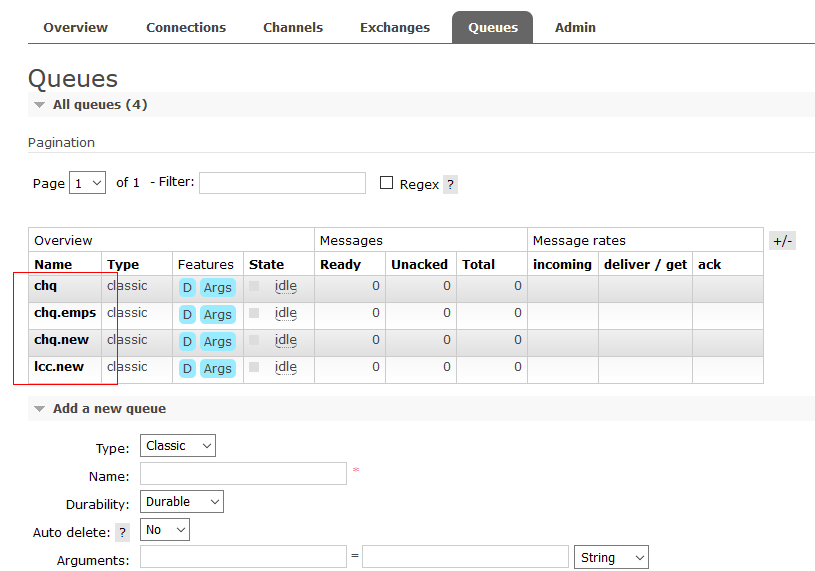 Overview Connections Channels Exchanges Queues Admin
Queues
All queues (4)
Pagination
Page 1 of 1 - Filter: Regex ?
Overview Messages Message rates +/-
Name Type Features State Ready Unacked Total incoming deliver / get ack
chq classic D Args idle 0 0 0
chq.emps classic D Args idle 0 0 0
chq.new classic D Args idle 0 0 0
lcc.new classic D Args idle 0 0 0
Add a new queue
Type: Classic
Name: *
Durability: Durable
Auto delete: ? No
Arguments: = String